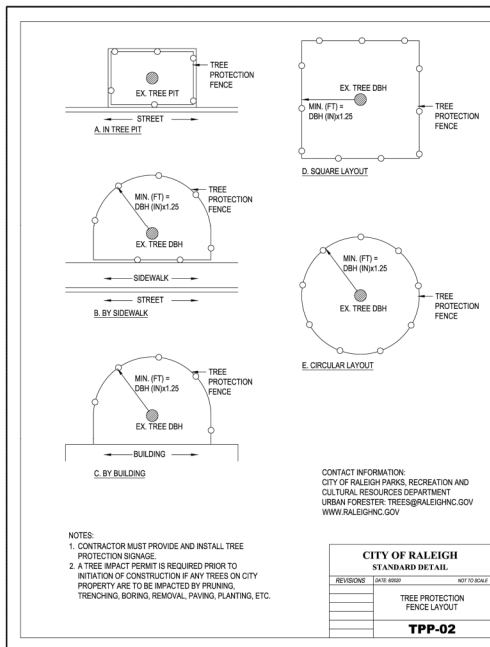 EX. TREE PIT
TREE
PROTECTION
FENCE
STREET
A. IN TREE PIT
MIN. (FT) =
DBH (IN)x1.25
EX. TREE DBH
TREE
PROTECTION
FENCE
SIDEWALK
STREET
B. BY SIDEWALK
MIN. (FT) =
DBH (IN)x1.25
EX. TREE DBH
TREE
PROTECTION
FENCE
BUILDING
C. BY BUILDING
EX. TREE DBH
MIN. (FT) =
DBH (IN)x1.25
TREE
PROTECTION
FENCE
D. SQUARE LAYOUT
MIN. (FT) =
DBH (IN)x1.25
EX. TREE DBH
TREE
PROTECTION
FENCE
E. CIRCULAR LAYOUT
CONTACT INFORMATION:
CITY OF RALEIGH PARKS, RECREATION AND
CULTURAL RESOURCES DEPARTMENT
URBAN FORESTER: TREES@RALEIGHNC.GOV
WWW.RALEIGHNC.GOV
NOTES:
1. CONTRACTOR MUST PROVIDE AND INSTALL TREE
PROTECTION SIGNAGE.
2. A TREE IMPACT PERMIT IS REQUIRED PRIOR TO
INITIATION OF CONSTRUCTION IF ANY TREES ON CITY
PROPERTY ARE TO BE IMPACTED BY PRUNING,
TRENCHING, BORING, REMOVAL, PAVING, PLANTING, ETC.
CITY OF RALEIGH
STANDARD DETAIL
REVISIONS DATE: 6/2020 NOT TO SCALE
TREE PROTECTION
FENCE LAYOUT
TPP-02